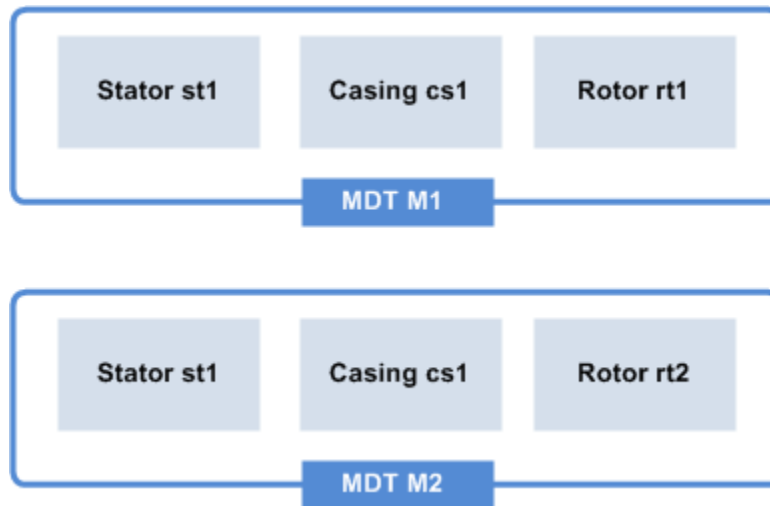 Stator st1 Casing cs1 Rotor rt1
MDT M1
Stator st1 Casing cs1 Rotor rt2
MDT M2